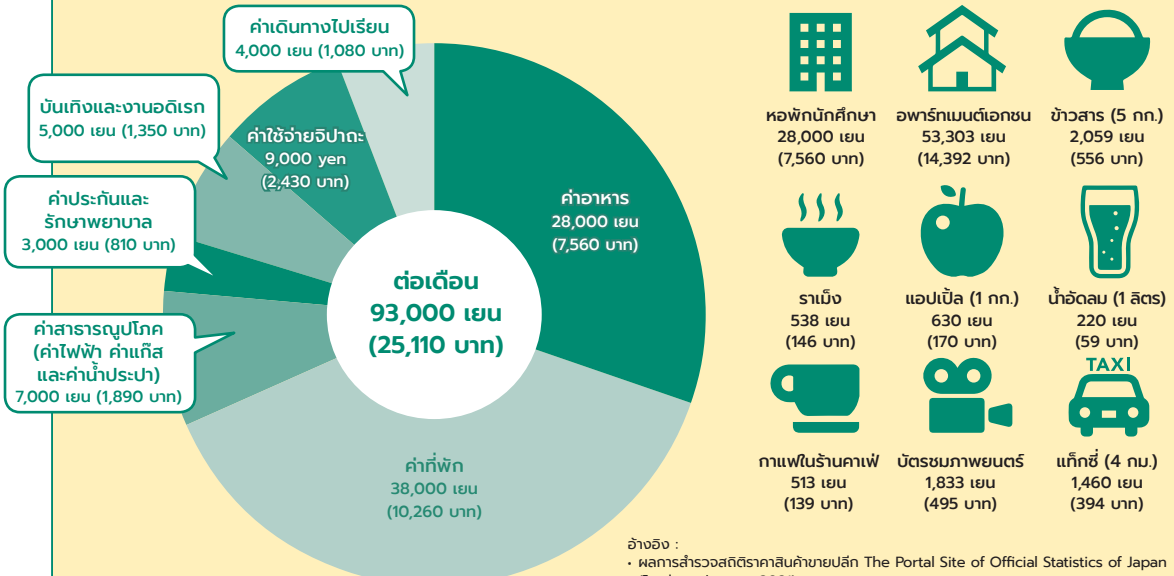 ค่าเดินทางไปเรียน
4,000 เยน (1,080 บาท)
บันเทิงและงานอดิเรก
5,000 เยน (1,350 บาท)
ค่าใช้จ่ายจิปาถะ
9,000 yen
(2,430 บาท)
ค่าประกันและ
รักษาพยาบาล
3,000 เยน (810 บาท)
ค่าอาหาร
28,000 เยน
(7,560 บาท)
ต่อเดือน
93,000 เยน
(25,110 บาท)
ค่าสาธารณูปโภค
(ค่าไฟฟ้า ค่าแก๊ส
และค่าน้ำประปา)
7,000 เยน (1,890 บาท)
ค่าที่พัก
38,000 เยน
(10,260 บาท)
หอพักนักศึกษา
28,000 เยน
(7,560 บาท)
อพาร์ทเมนต์เอกชน
53,303 เยน
(14,392 บาท)
ข้าวสาร (5 กก.)
2,059 เยน
(556 บาท)
ราเม็ง
538 เยน
(146 บาท)
แอปเปิ้ล (1 กก.)
630 เยน
(170 บาท)
น้ำอัดลม (1 ลิตร)
220 เยน
(59 บาท)
กาแฟในร้านคาเฟ่
513 เยน
(139 บาท)
บัตรชมภาพยนตร์
1,833 เยน
(495 บาท)
TAXI
แท็กซี่ (4 กม.)
1,460 เยน
(394 บาท)
อ้างอิง :
• ผลการสำรวจสถิติราคาสินค้าขายปลีก The Portal Site of Official Statistics of Japan